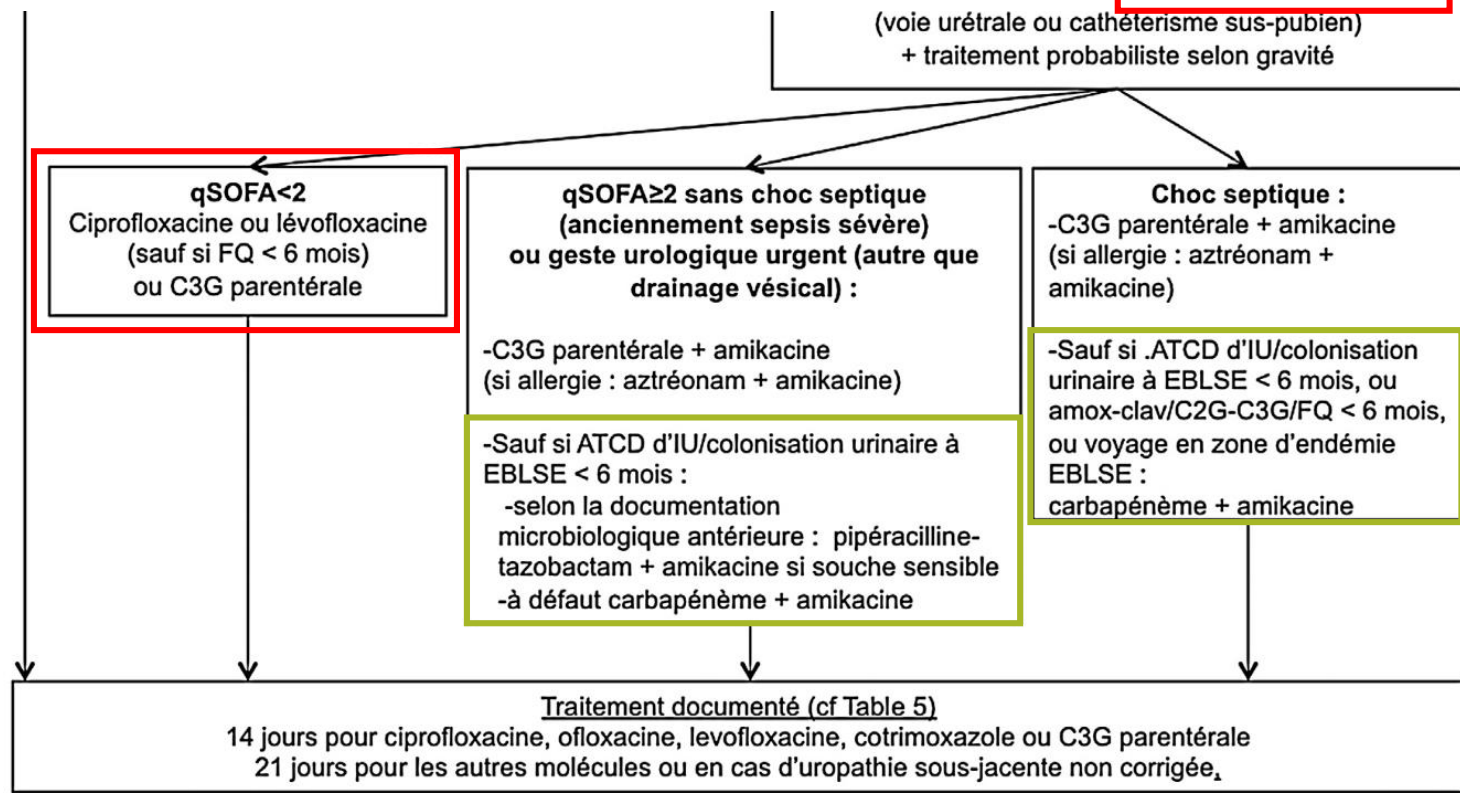 (voie urétrale ou cathéterisme sus-pubien)
+ traitement probabiliste selon gravité
qSOFA<2
Ciprofloxacine ou lévofloxacine
(sauf si FQ < 6 mois)
ou C3G parentérale
qSOFA≥2 sans choc septique
(anciennement sepsis sévère)
ou geste urologique urgent (autre que
drainage vésical) :
-C3G parentérale + amikacine
(si allergie : aztréonam + amikacine)
-Sauf si ATCD d'IU/colonisation urinaire à
EBLSE < 6 mois :
-selon la documentation
microbiologique antérieure : pipéracilline-
tazobactam + amikacine si souche sensible
-à défaut carbapénème + amikacine
Choc septique :
-C3G parentérale + amikacine
(si allergie : aztréonam +
amikacine)
-Sauf si .ATCD d'IU/colonisation
urinaire à EBLSE < 6 mois, ou
amox-clav/C2G-C3G/FQ < 6 mois,
ou voyage en zone d'endémie
EBLSE :
carbapénème + amikacine
Traitement documenté (cf Table 5)
14 jours pour ciprofloxacine, ofloxacine, levofloxacine, cotrimoxazole ou C3G parentérale
21 jours pour les autres molécules ou en cas d'uropathie sous-jacente non corrigée.